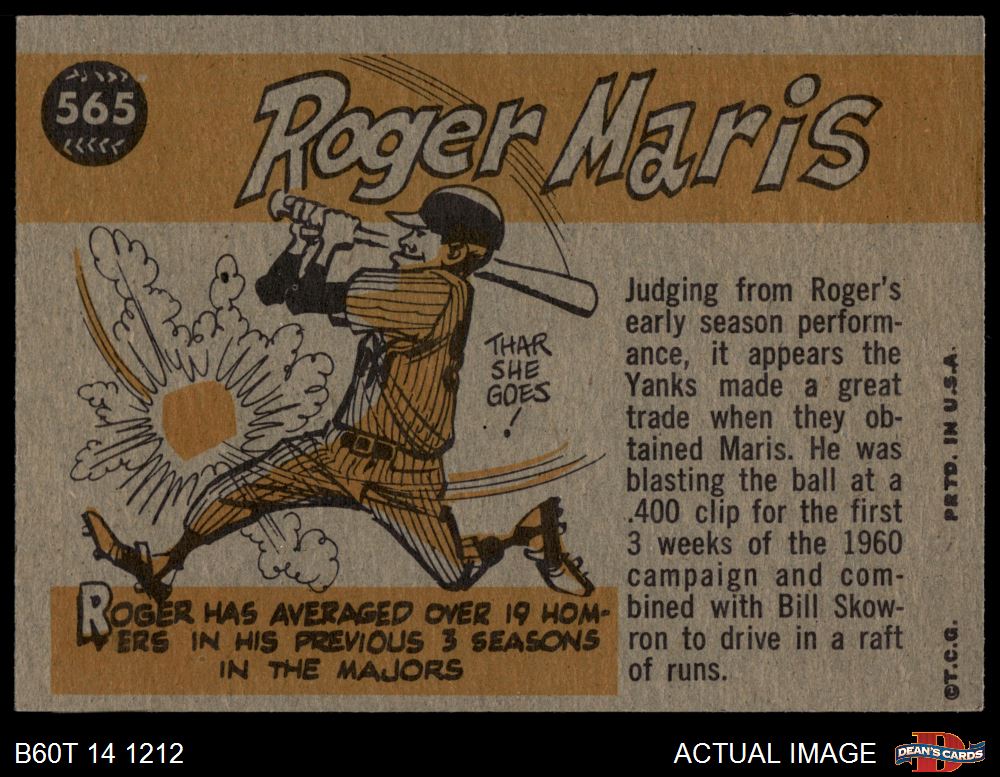 565
Roger Maris
THAR
SHE
GOES
!
Judging from Roger's
early season perform-
ance, it appears the
Yanks made a great
trade when they ob-
tained Maris. He was
blasting the ball at a
.400 clip for the first
3 weeks of the 1960
campaign and com-
bined with Bill Skow-
ron to drive in a raft
of runs.
ROGER HAS AVERAGED OVER 19 HOM-
ERS IN HIS PREVIOUS 3 SEASONS
IN THE MAJORS
©T.C.G. PRTD. IN U.S.A.
B60T 14 1212
ACTUAL IMAGE
D
DEAN'S CARDS